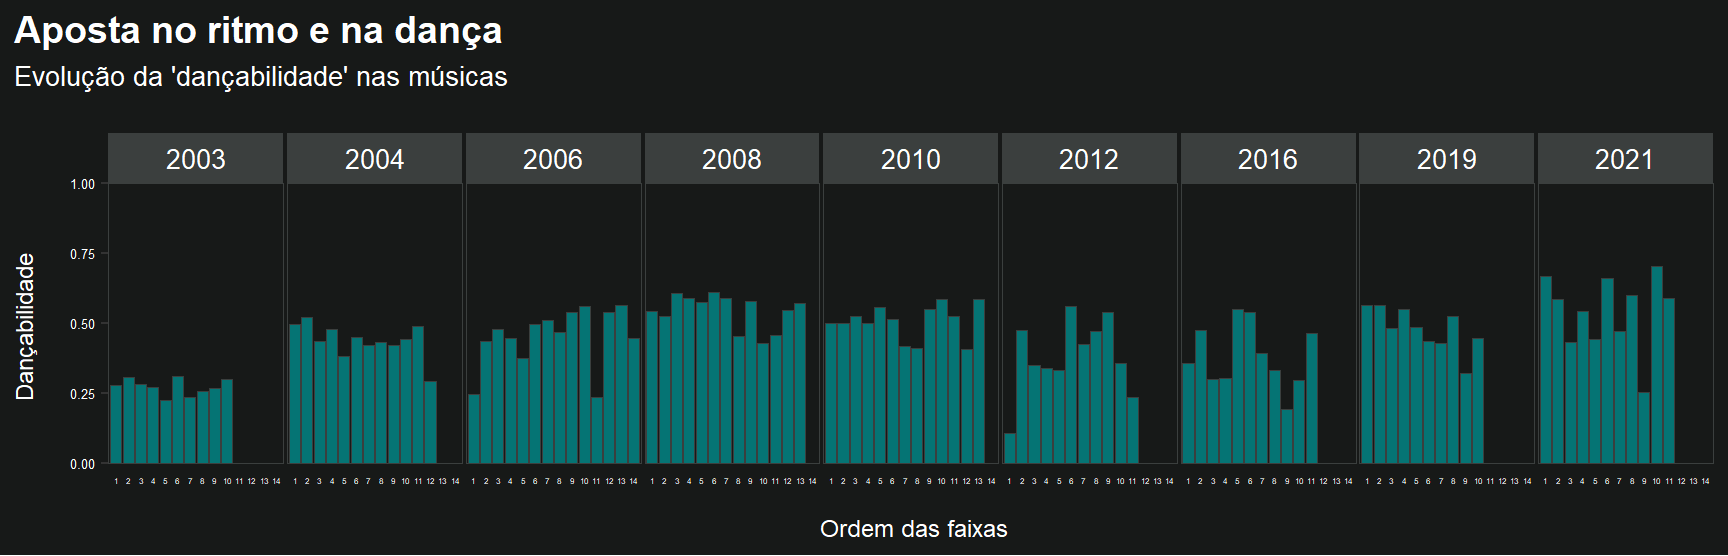 Aposta no ritmo e na dança
Evolução da 'dançabilidade' nas músicas
2003 2004 2006 2008 2010 2012 2016 2019 2021
1.00
0.75
0.50
0.25
0.00
Dançabilidade
1 2 3 4 5 6 7 8 9 10 11 12 13 14 1 2 3 4 5 6 7 8 9 10 11 12 13 14 1 2 3 4 5 6 7 8 9 10 11 12 13 14 1 2 3 4 5 6 7 8 9 10 11 12 13 14 1 2 3 4 5 6 7 8 9 10 11 12 13 14 1 2 3 4 5 6 7 8 9 10 11 12 13 14 1 2 3 4 5 6 7 8 9 10 11 12 13 14 1 2 3 4 5 6 7 8 9 10 11 12 13 14 1 2 3 4 5 6 7 8 9 10 11 12 13 14
Ordem das faixas